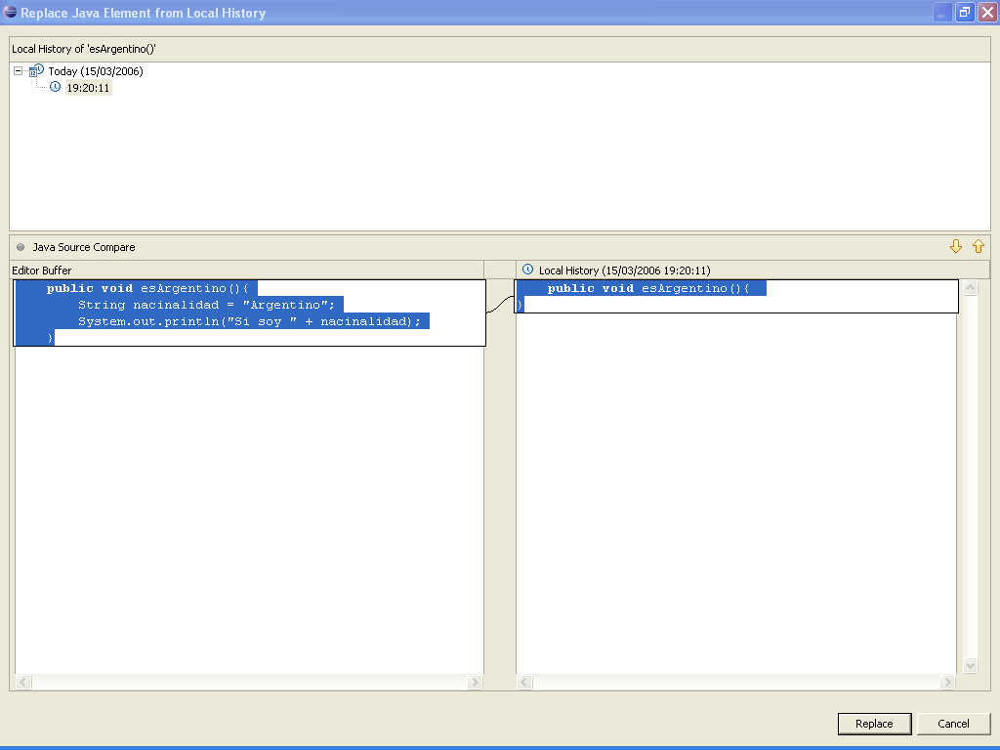 Replace Java Element from Local History
Local History of 'esArgentino()'
Today (15/03/2006)
19:20:11
Java Source Compare
Editor Buffer
public void esArgentino(){
String nacinalidad = "Argentino";
System.out.println("Si soy " + nacinalidad);
}
Local History (15/03/2006 19:20:11)
public void esArgentino(){
}
Replace
Cancel